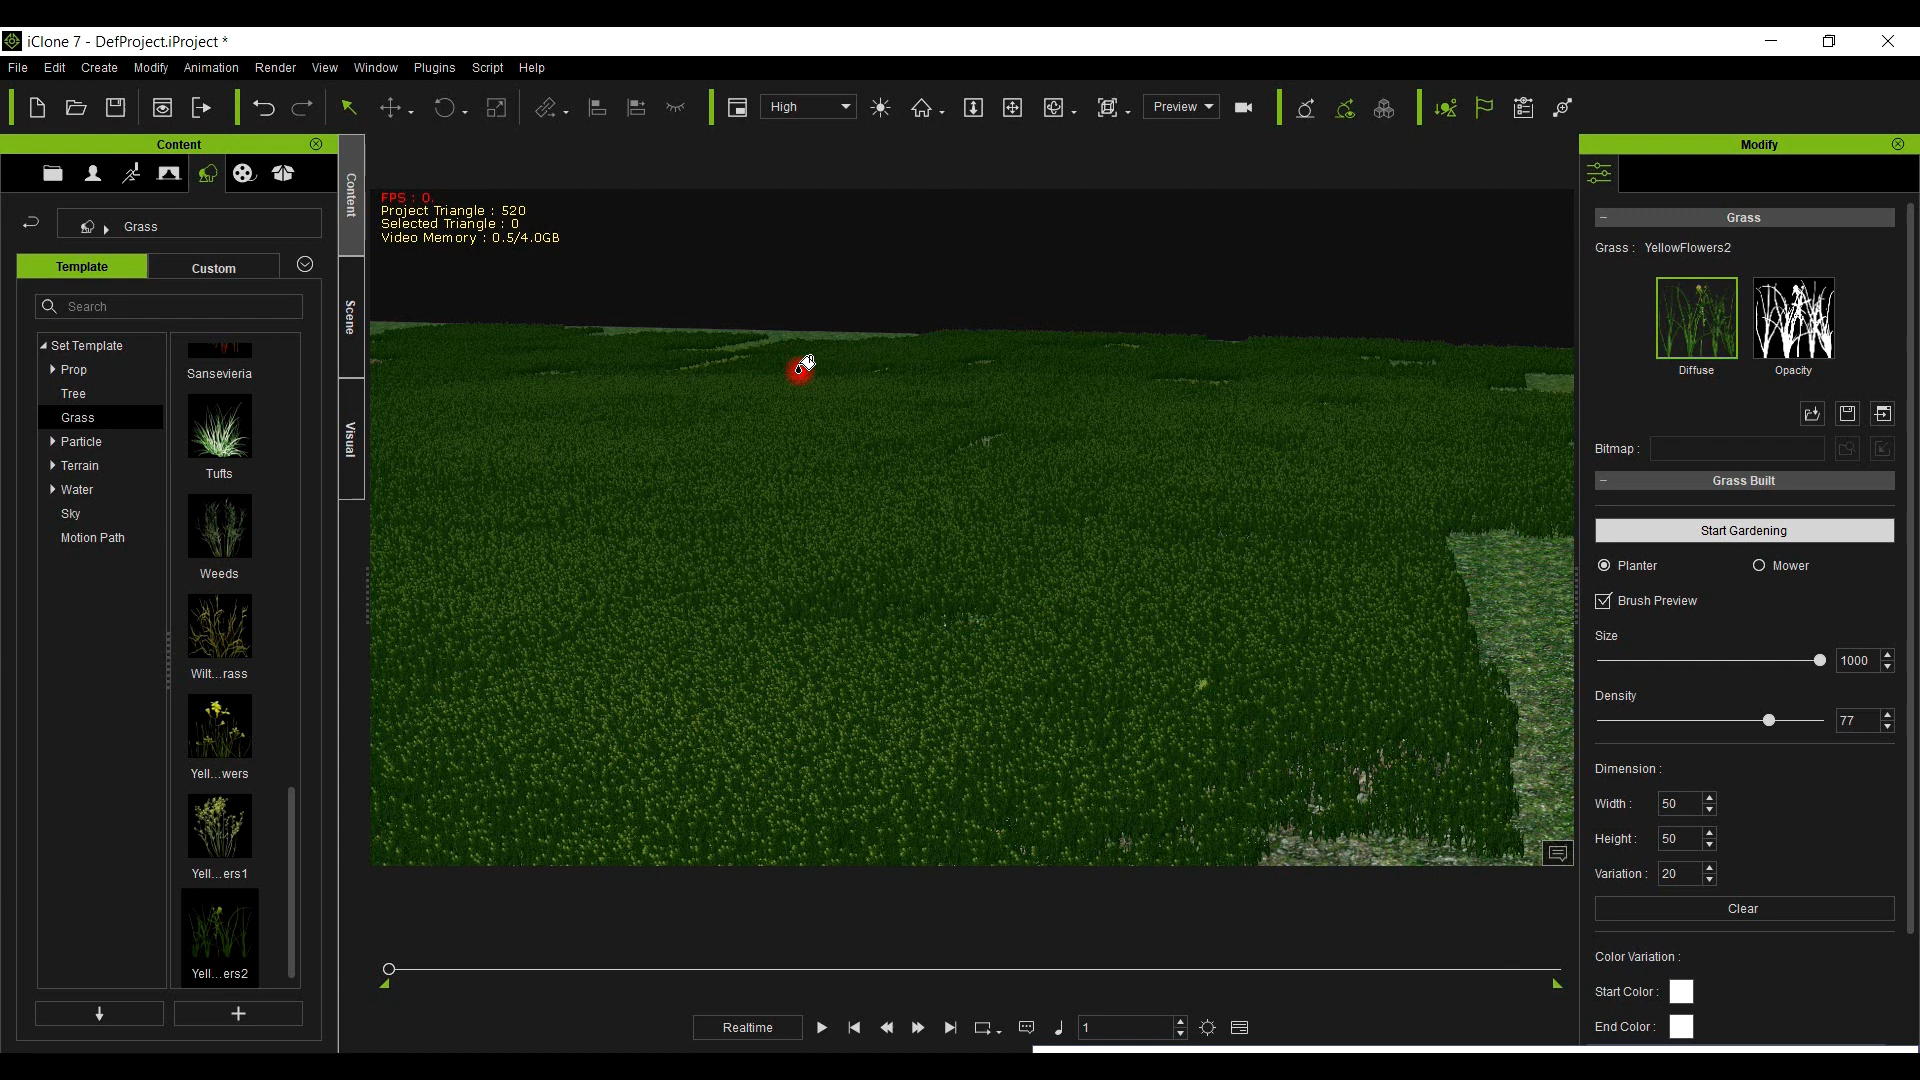 iClone 7 - DefProject.iProject *
File Edit Create Modify Animation Render View Window Plugins Script Help
High
Preview
Content
Modify
Content
Scene
Visual
Grass
Template
Custom
Search
Set Template
Prop
Tree
Grass
Particle
Terrain
Water
Sky
Motion Path
Sansevieria
Tufts
Weeds
Wilt...rass
Yell...wers
Yell...ers1
Yell...ers2
FPS : 0.
Project Triangle : 520
Selected Triangle : 0
Video Memory : 0.5/4.0GB
Realtime
1
Grass
Grass : YellowFlowers2
Diffuse
Opacity
Bitmap :
Grass Built
Start Gardening
Planter
Mower
Brush Preview
Size
1000
Density
77
Dimension :
Width : 50
Height : 50
Variation : 20
Clear
Color Variation :
Start Color :
End Color :